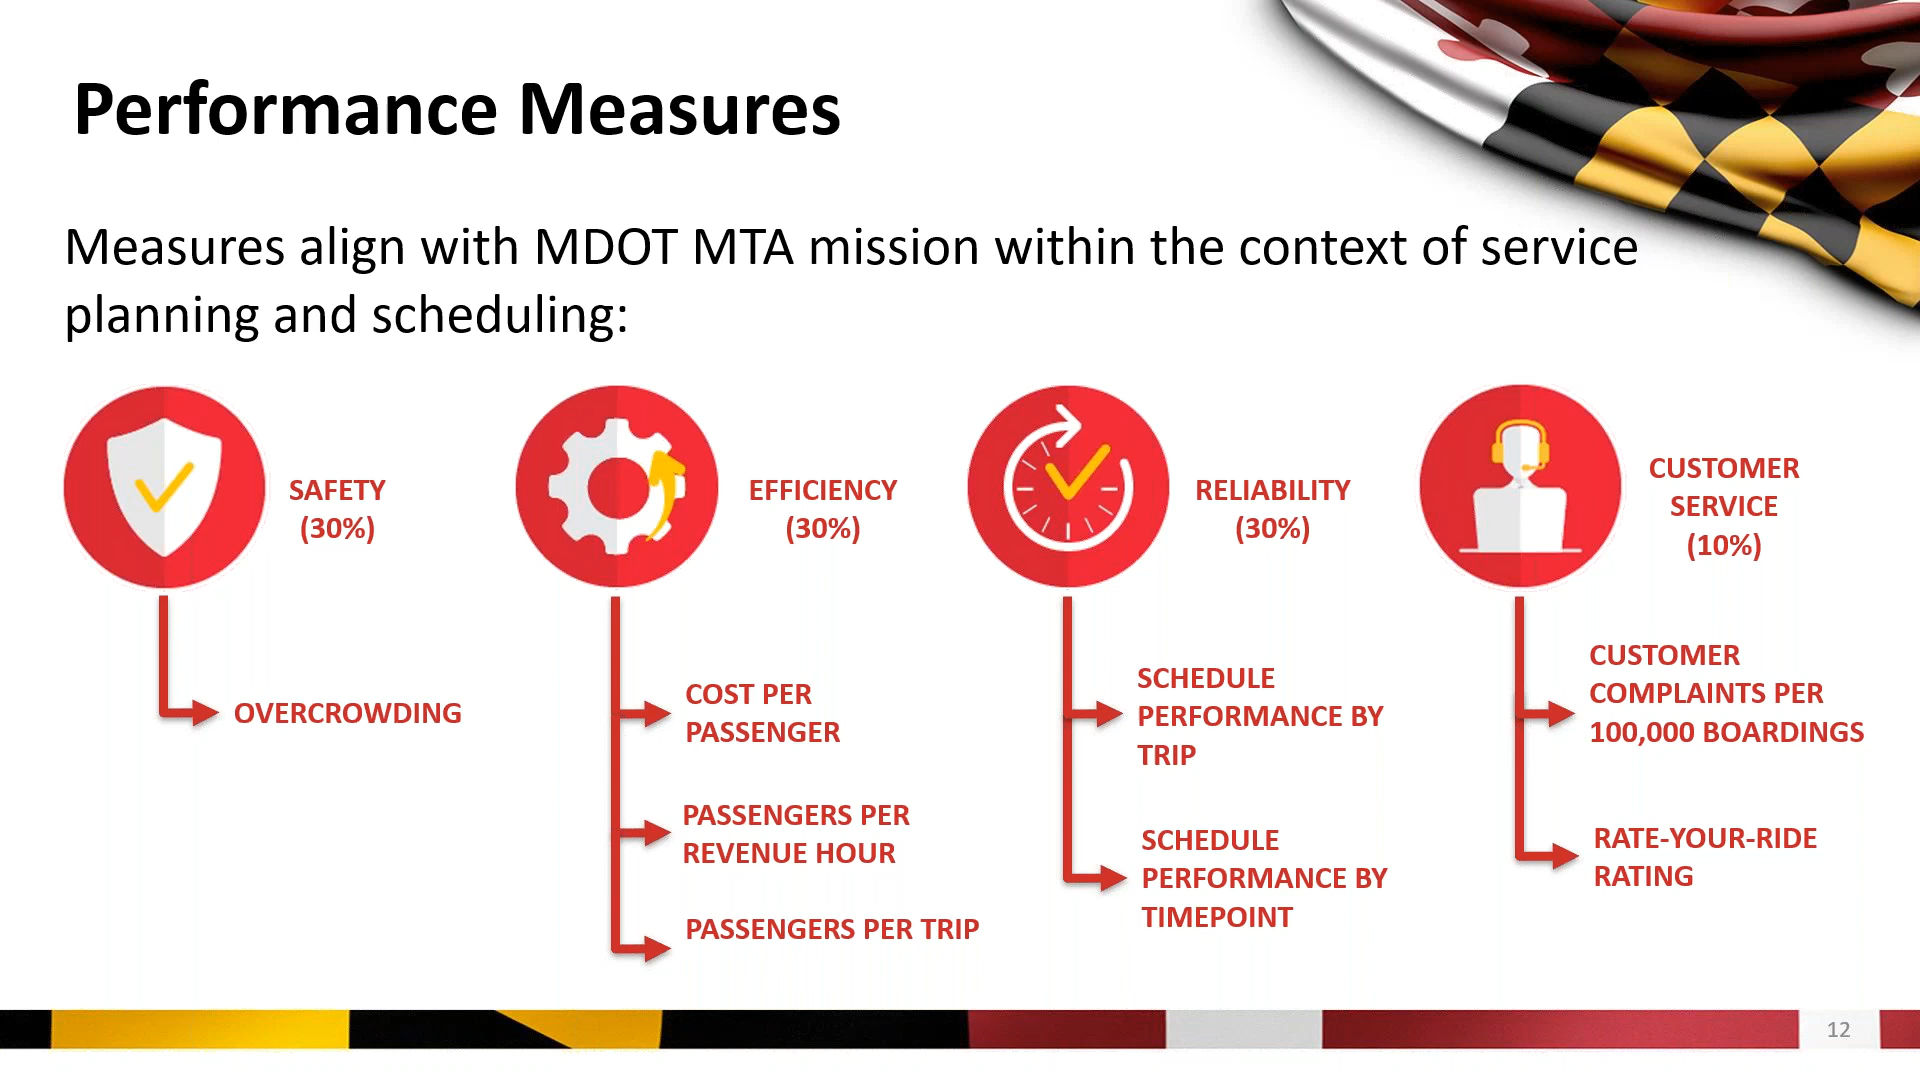 Performance Measures
Measures align with MDOT MTA mission within the context of service
planning and scheduling:
SAFETY
(30%)
OVERCROWDING
EFFICIENCY
(30%)
COST PER
PASSENGER
PASSENGERS PER
REVENUE HOUR
PASSENGERS PER TRIP
RELIABILITY
(30%)
SCHEDULE
PERFORMANCE BY
TRIP
SCHEDULE
PERFORMANCE BY
TIMEPOINT
CUSTOMER
SERVICE
(10%)
CUSTOMER
COMPLAINTS PER
100,000 BOARDINGS
RATE-YOUR-RIDE
RATING
12